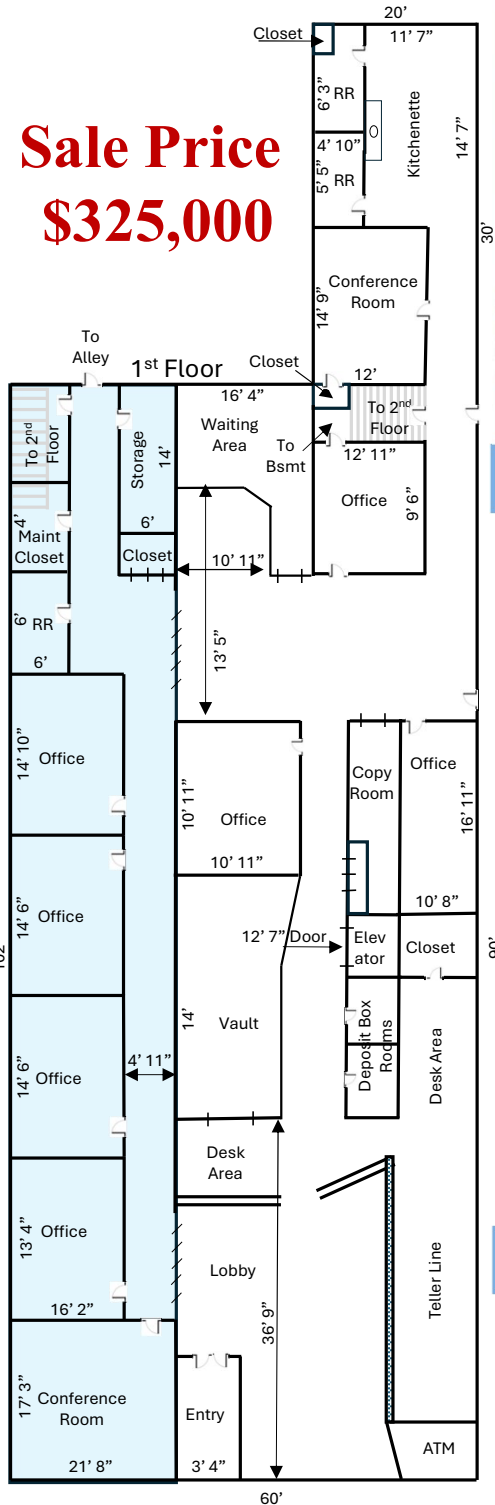 20’
Closet
11’ 7”
6’ 3”
RR
Kitchenette
14’ 7”
Sale Price
$325,000
4’ 10”
5’ 5”
RR
30’
14’ 9”
Conference
Room
To
Alley
1st Floor
Closet
12’
16’ 4”
Waiting
Area
To 2nd
Floor
To 2nd
Floor
Storage
14’
To
Bsmt
12’ 11”
Office
9’ 6”
4’
Maint
Closet
6’
Closet
10’ 11”
6’
RR
6’
13’ 5”
14’ 10”
Office
10’ 11”
Office
10’ 11”
Copy
Room
Office
16’ 11”
10’ 8”
14’ 6”
Office
12’ 7”
Door
Elev
ator
Closet
90’
14’
Vault
Deposit Box
Rooms
Desk Area
14’ 6”
Office
4’ 11”
Desk
Area
13’ 4”
Office
16’ 2”
Lobby
36’ 9”
Teller Line
17’ 3”
Conference
Room
21’ 8”
Entry
3’ 4”
ATM
60’